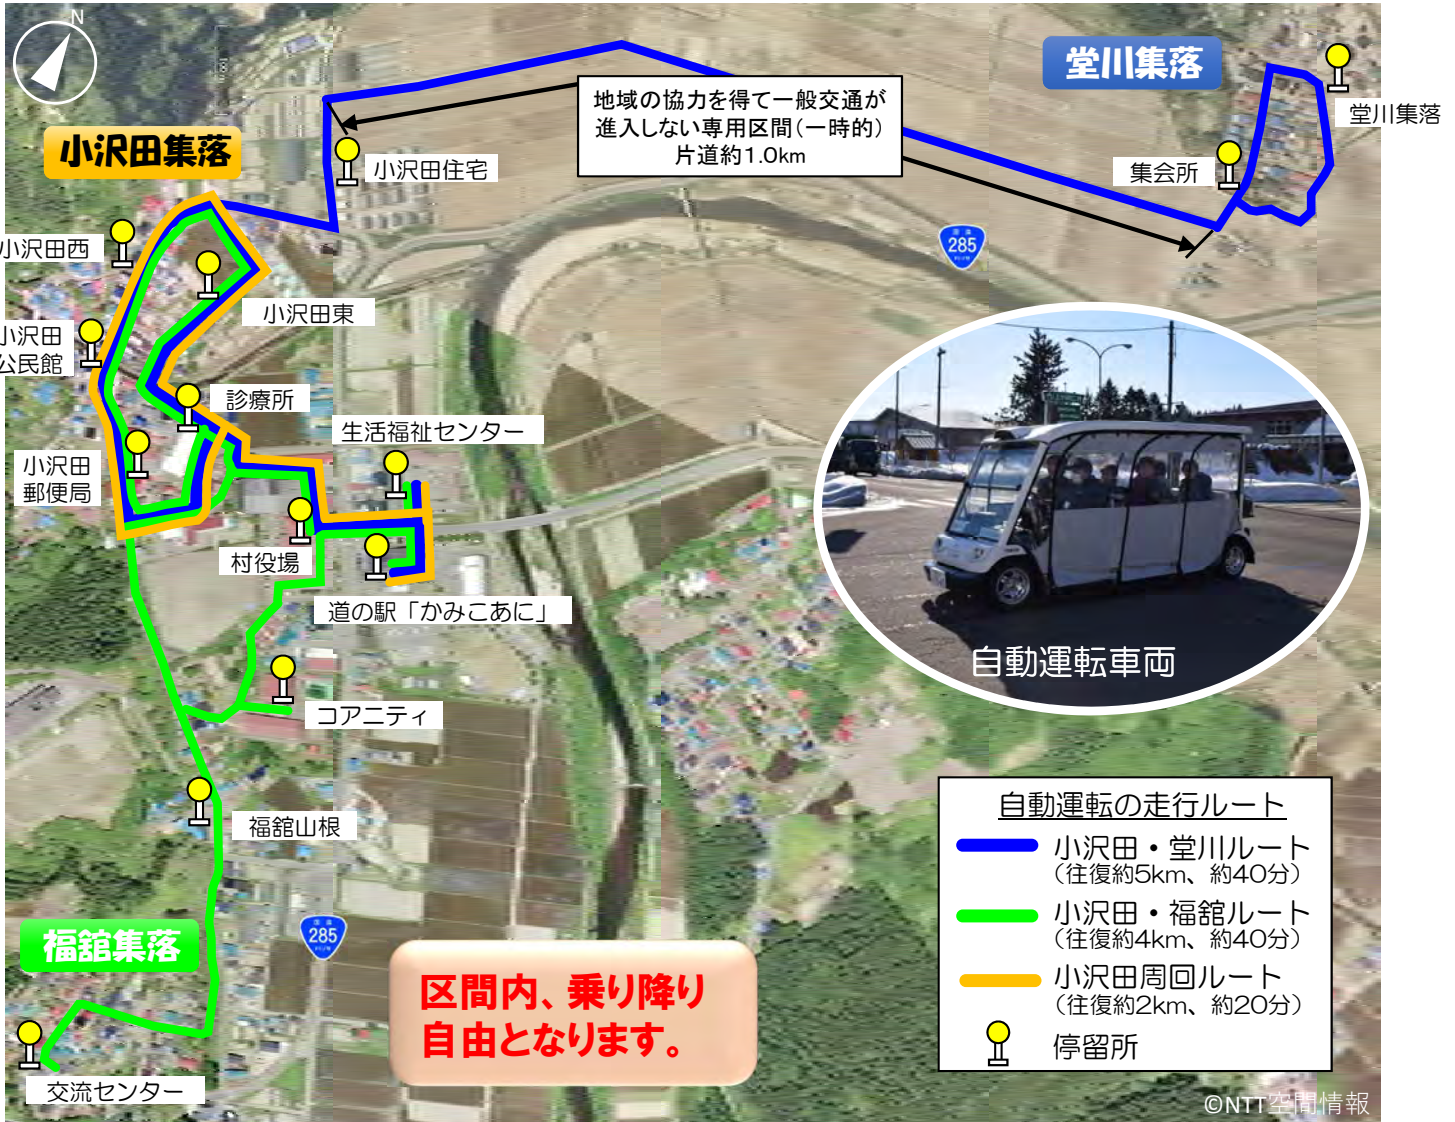 N
堂川集落
堂川集落
地域の協力を得て一般交通が
進入しない専用区間(一時的)
片道約1.0km
小沢田集落
小沢田住宅
集会所
小沢田西
285
小沢田東
小沢田
公民館
診療所
生活福祉センター
小沢田
郵便局
村役場
道の駅「かみこあに」
自動運転車両
コアニティ
福舘山根
自動運転の走行ルート
小沢田・堂川ルート
(往復約5km、約40分)
小沢田・福舘ルート
(往復約4km、約40分)
小沢田周回ルート
(往復約2km、約20分)
停留所
福舘集落
285
区間内、乗り降り
自由となります。
交流センター
©NTT空間情報